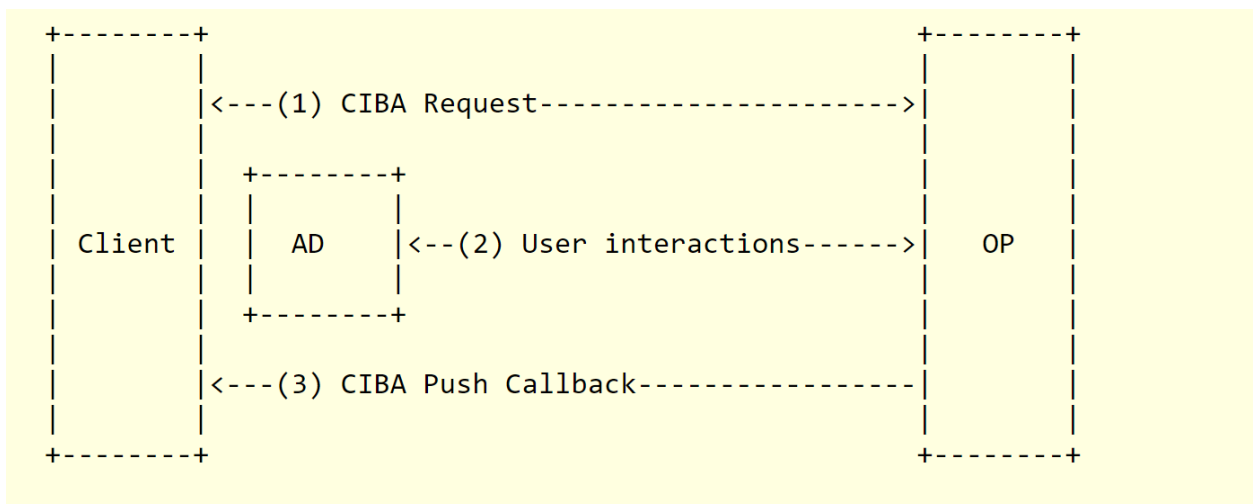 +--------+                                           +--------+
|        |                                           |        |
|        |<---(1) CIBA Request---------------------->|        |
|        |                                           |        |
|        |  +--------+                               |        |
|        |  |        |                               |        |
| Client |  |  AD    |<--(2) User interactions------>|   OP   |
|        |  |        |                               |        |
|        |  +--------+                               |        |
|        |                                           |        |
|        |<---(3) CIBA Push Callback-----------------|        |
|        |                                           |        |
+--------+                                           +--------+